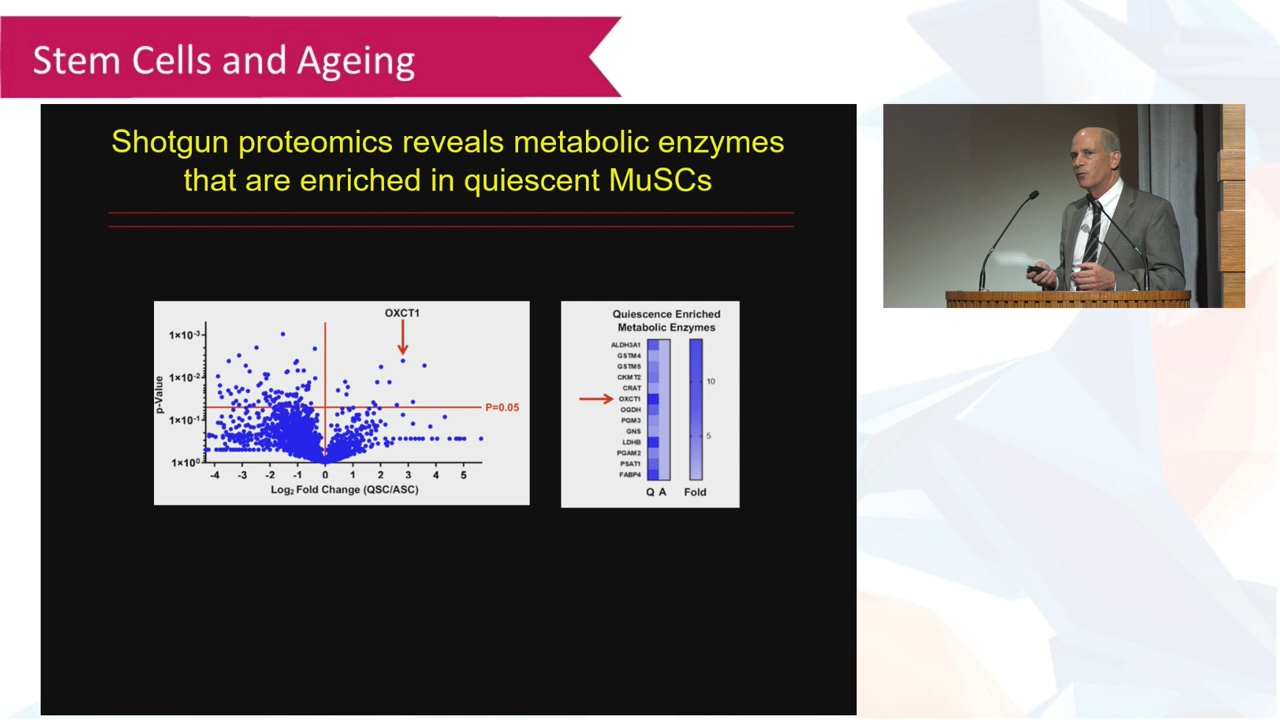 Stem Cells and Ageing
Shotgun proteomics reveals metabolic enzymes
that are enriched in quiescent MuSCs
OXCT1
1×10⁻³
1×10⁻²
1×10⁻¹
1×10⁰
p-Value
P=0.05
-4 -3 -2 -1 0 1 2 3 4 5
Log₂ Fold Change (QSC/ASC)
Quiescence Enriched
Metabolic Enzymes
ALDH3A1
GSTM4
GSTM5
CKMT2
CRAT
OXCT1
OGDH
PGM3
GNS
LDHB
PGAM2
PSAT1
FABP4
10
5
Q A Fold